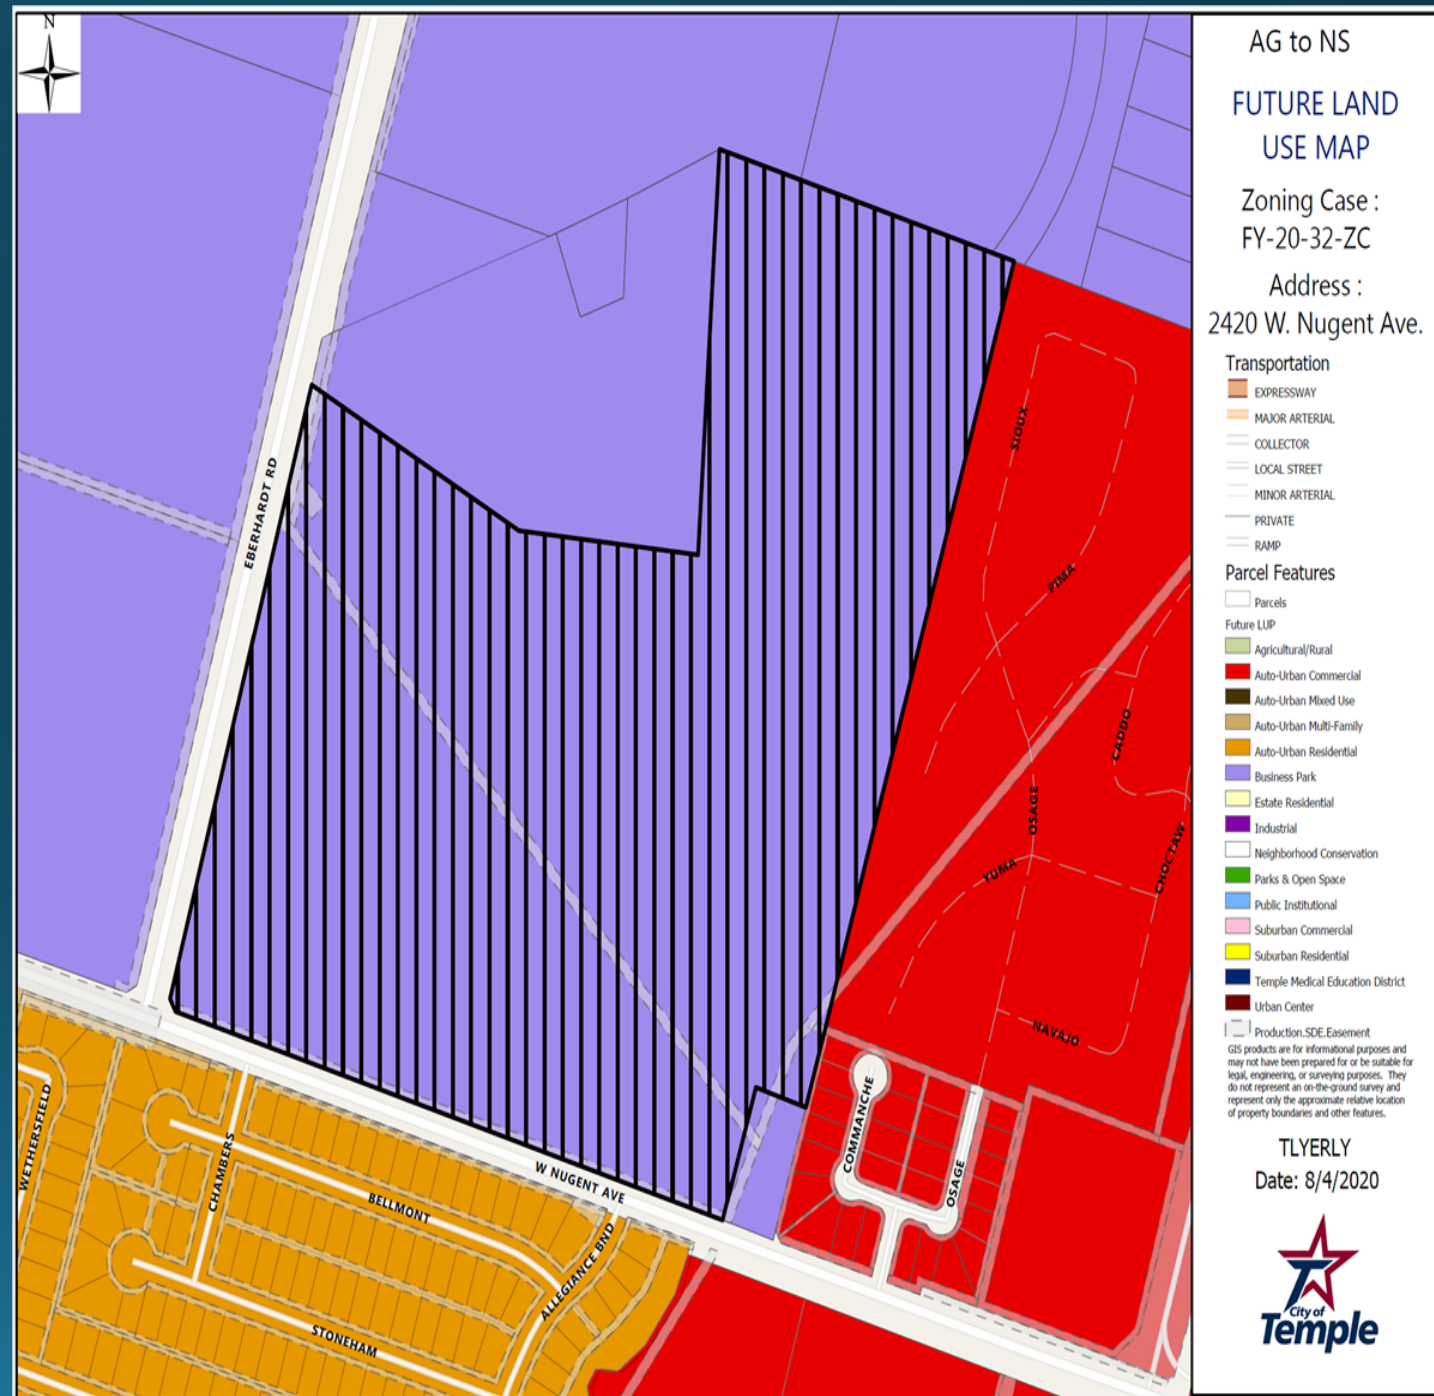 N
AG to NS
FUTURE LAND
USE MAP
Zoning Case :
FY-20-32-ZC
Address :
2420 W. Nugent Ave.
Transportation
EXPRESSWAY
MAJOR ARTERIAL
COLLECTOR
LOCAL STREET
MINOR ARTERIAL
PRIVATE
RAMP
Parcel Features
Parcels
Future LUP
Agricultural/Rural
Auto-Urban Commercial
Auto-Urban Mixed Use
Auto-Urban Multi-Family
Auto-Urban Residential
Business Park
Estate Residential
Industrial
Neighborhood Conservation
Parks & Open Space
Public Institutional
Suburban Commercial
Suburban Residential
Temple Medical Education District
Urban Center
Production.SDE.Easement
GIS products are for informational purposes and
may not have been prepared for or be suitable for
legal, engineering, or surveying purposes. They
do not represent an on-the-ground survey and
represent only the approximate relative location
of property boundaries and other features.
TLYERLY
Date: 8/4/2020
City of
Temple
EBERHARDT RD
SIOUX
PIMA
CADDO
OSAGE
YUMA
CHOCTAW
NAVAJO
COMMANCHE
OSAGE
W NUGENT AVE
WETHERSFIELD
CHAMBERS
BELLMONT
ALLEGIANCE BND
STONEHAM